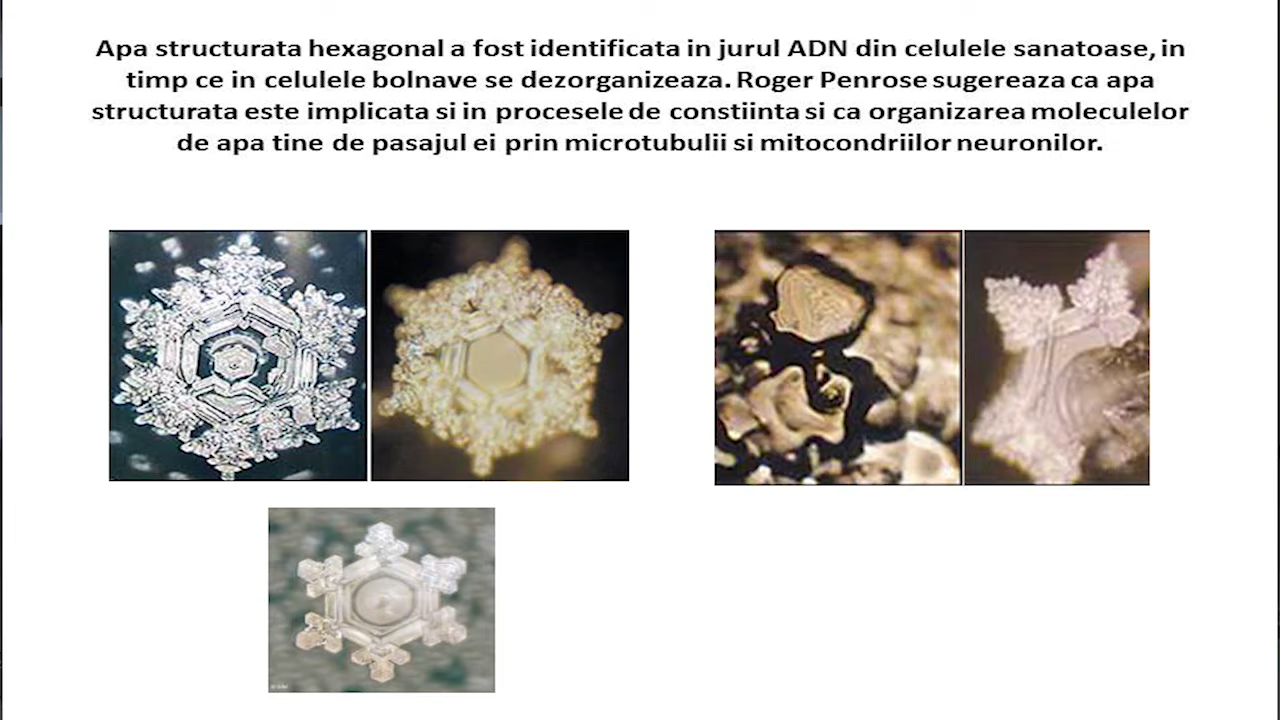 Apa structurata hexagonal a fost identificata in jurul ADN din celulele sanatoase, in
timp ce in celulele bolnave se dezorganizeaza. Roger Penrose sugereaza ca apa
structurata este implicata si in procesele de constiinta si ca organizarea moleculelor
de apa tine de pasajul ei prin microtubulii si mitocondriilor neuronilor.